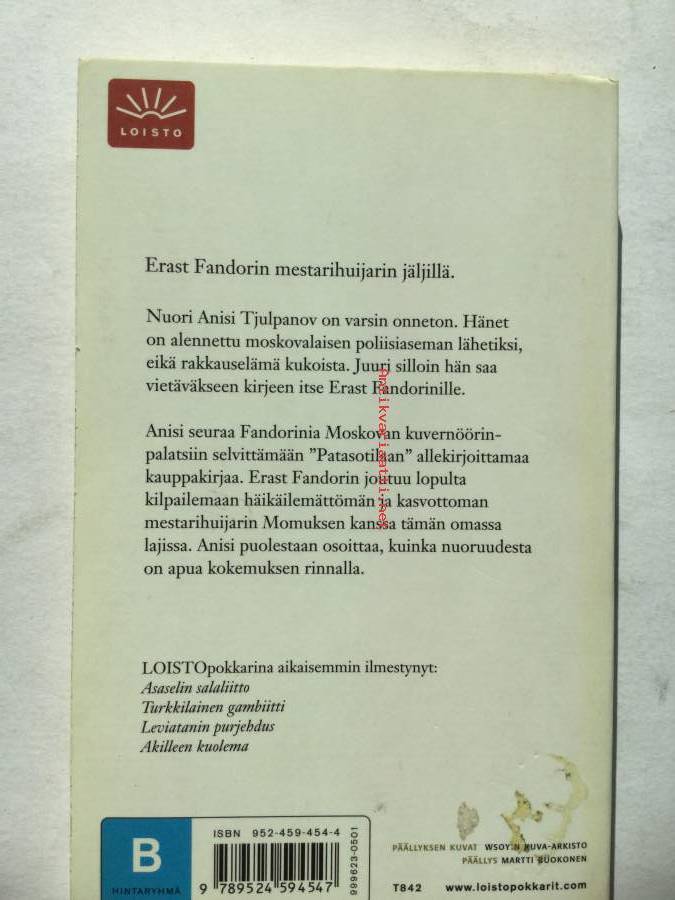 LOISTO
Erast Fandorin mestarihuijarin jäljillä.
Nuori Anisi Tjulpanov on varsin onneton. Hänet
on alennettu moskovalaisen poliisiaseman lähetiksi,
eikä rakkauselämä kukoista. Juuri silloin hän saa
vietäväkseen kirjeen itse Erast Fandorinille.
Anisi seuraa Fandorinia Moskovan kuvernöörin-
palatsiin selvittämään ”Patasotilaan” allekirjoittamaa
kauppakirjaa. Erast Fandorin joutuu lopulta
kilpailemaan häikäilemättömän ja kasvottoman
mestarihuijarin Momuksen kanssa tämän omassa
lajissa. Anisi puolestaan osoittaa, kuinka nuoruudesta
on apua kokemuksen rinnalla.
antikvariaatti.net
LOISTOpokkarina aikaisemmin ilmestynyt:
Asaselin salaliitto
Turkkilainen gambiitti
Leviatanin purjehdus
Akilleen kuolema
B
HINTARYHMÄ
ISBN 952-459-454-4
9 789524 594547
999623-0501
PÄÄLLYKSEN KUVAT WSOY:N KUVA-ARKISTO
PÄÄLLYS MARTTI RUOKONEN
T842 www.loistopokkarit.com